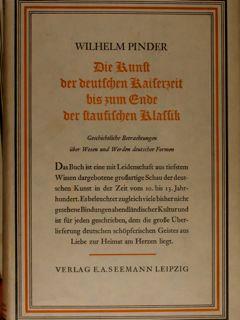 WILHELM PINDER
Die Kunst
der deutschen Kaiserzeit
bis zum Ende
der staufischen Klassik
Geschichtliche Betrachtungen
über Wesen und Werden deutscher Formen
Das Buch ist eine mit Leidenschaft aus tiefstem
Wissen dargebotene großartige Schau der deut-
schen Kunst in der Zeit vom 10. bis 13. Jahr-
hundert. Es beleuchtet zugleich viele bisher nicht
gesehene Bindungen abendländischer Kultur und
ist für jeden geschrieben, dem die große Über-
lieferung deutschen schöpferischen Geistes aus
Liebe zur Heimat am Herzen liegt.
VERLAG E. A. SEEMANN LEIPZIG